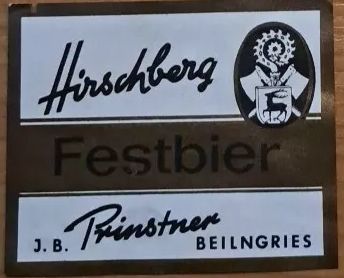 Hirschberg
Festbier
J. B. Prinstner BEILNGRIES